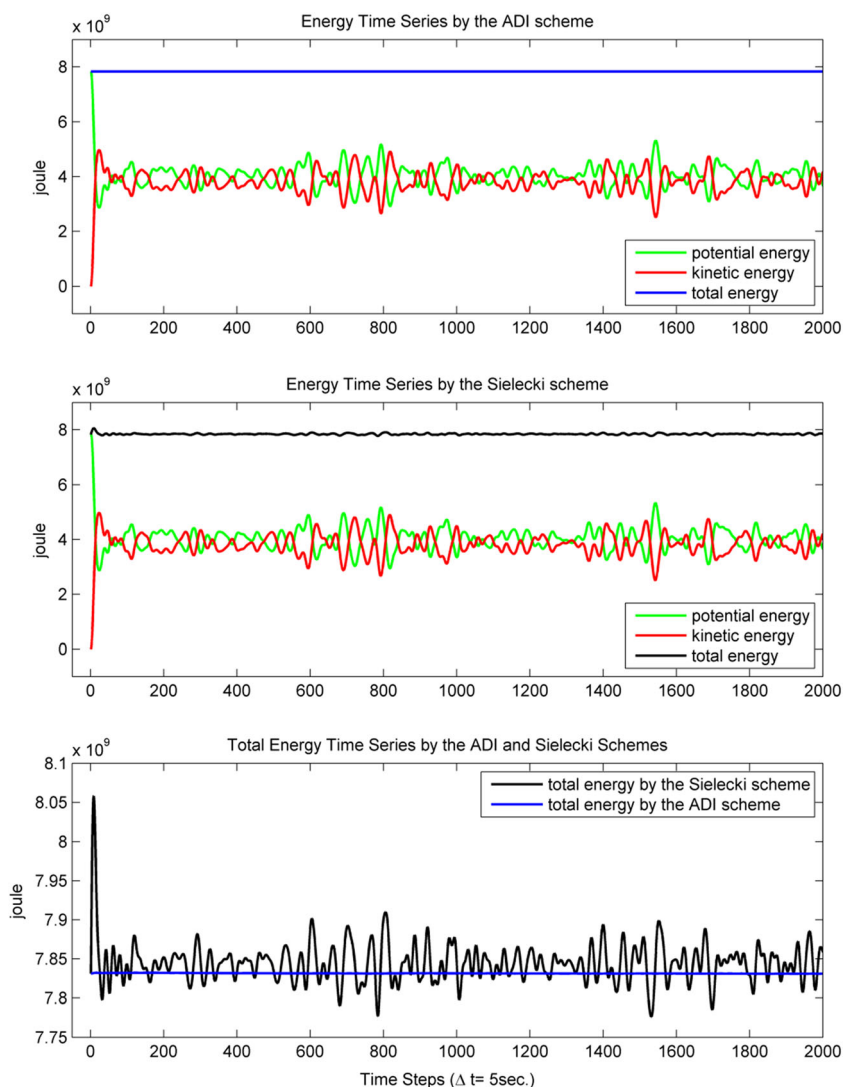 Energy Time Series by the ADI scheme
x 10^9
8
6
4
2
0
joule
potential energy
kinetic energy
total energy
0 200 400 600 800 1000 1200 1400 1600 1800 2000
Energy Time Series by the Sielecki scheme
x 10^9
8
6
4
2
0
joule
potential energy
kinetic energy
total energy
0 200 400 600 800 1000 1200 1400 1600 1800 2000
Total Energy Time Series by the ADI and Sielecki Schemes
x 10^9
8.1
8.05
8
7.95
7.9
7.85
7.8
7.75
joule
total energy by the Sielecki scheme
total energy by the ADI scheme
0 200 400 600 800 1000 1200 1400 1600 1800 2000
Time Steps (Δ t= 5sec.)